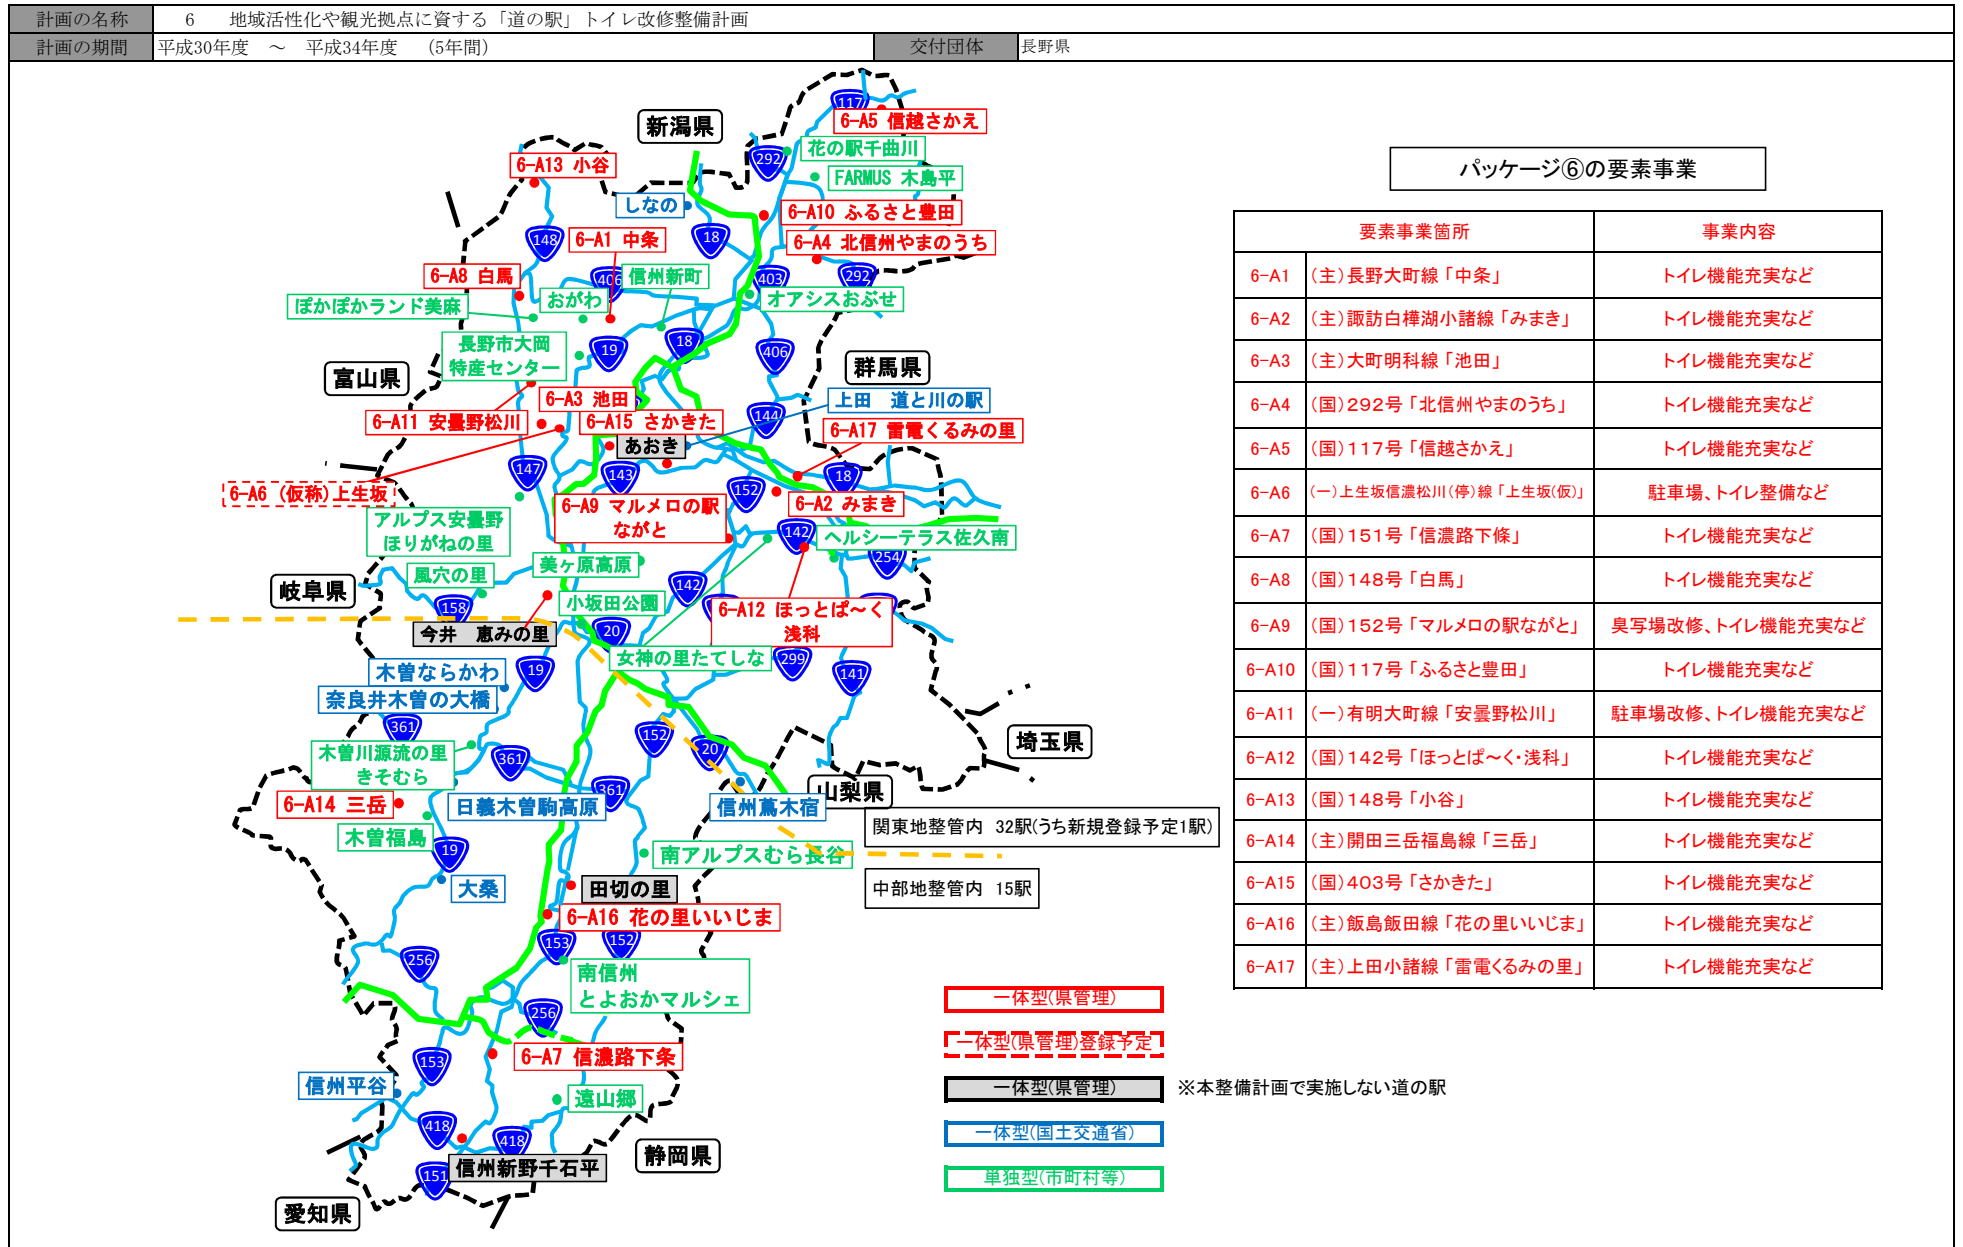 計画の名称 6 地域活性化や観光拠点に資する「道の駅」トイレ改修整備計画
計画の期間 平成30年度 ～ 平成34年度 （5年間） 交付団体 長野県
新潟県
117
6-A5 信越さかえ
花の駅千曲川
292
6-A13 小谷
FARMUS 木島平
しなの
6-A10 ふるさと豊田
148
6-A1 中条
18
6-A4 北信州やまのうち
6-A8 白馬
406
信州新町
403
292
ぽかぽかランド美麻
おがわ
オアシスおぶせ
長野市大岡
特産センター
19
18
406
富山県
群馬県
6-A3 池田
上田 道と川の駅
6-A11 安曇野松川
6-A15 さかきた
144
6-A17 雷電くるみの里
あおき
147
143
18
6-A6 (仮称)上生坂
152
6-A9 マルメロの駅
ながと
6-A2 みまき
アルプス安曇野
ほりがねの里
142
ヘルシーテラス佐久南
254
美ヶ原高原
風穴の里
岐阜県
142
158
小坂田公園
6-A12 ほっとぱ～く
浅科
今井 恵みの里
20
女神の里たてしな
299
141
木曽ならかわ
19
奈良井木曽の大橋
361
152
20
埼玉県
木曽川源流の里
きそむら
361
361
山梨県
6-A14 三岳
日義木曽駒高原
信州蔦木宿
関東地整管内 32駅(うち新規登録予定1駅)
木曽福島
19
南アルプスむら長谷
大桑
田切の里
中部地整管内 15駅
6-A16 花の里いいじま
153
152
256
南信州
とよおかマルシェ
256
153
6-A7 信濃路下条
信州平谷
遠山郷
418
418
静岡県
151
信州新野千石平
愛知県
パッケージ⑥の要素事業
要素事業箇所 事業内容
6-A1 (主)長野大町線「中条」 トイレ機能充実など
6-A2 (主)諏訪白樺湖小諸線「みまき」 トイレ機能充実など
6-A3 (主)大町明科線「池田」 トイレ機能充実など
6-A4 (国)292号「北信州やまのうち」 トイレ機能充実など
6-A5 (国)117号「信越さかえ」 トイレ機能充実など
6-A6 (一)上生坂信濃松川(停)線「上生坂(仮)」 駐車場、トイレ整備など
6-A7 (国)151号「信濃路下條」 トイレ機能充実など
6-A8 (国)148号「白馬」 トイレ機能充実など
6-A9 (国)152号「マルメロの駅ながと」 臭写場改修、トイレ機能充実など
6-A10 (国)117号「ふるさと豊田」 トイレ機能充実など
6-A11 (一)有明大町線「安曇野松川」 駐車場改修、トイレ機能充実など
6-A12 (国)142号「ほっとぱ～く・浅科」 トイレ機能充実など
6-A13 (国)148号「小谷」 トイレ機能充実など
6-A14 (主)開田三岳福島線「三岳」 トイレ機能充実など
6-A15 (国)403号「さかきた」 トイレ機能充実など
6-A16 (主)飯島飯田線「花の里いいじま」 トイレ機能充実など
6-A17 (主)上田小諸線「雷電くるみの里」 トイレ機能充実など
一体型(県管理)
一体型(県管理)登録予定
一体型(県管理) ※本整備計画で実施しない道の駅
一体型(国土交通省)
単独型(市町村等)